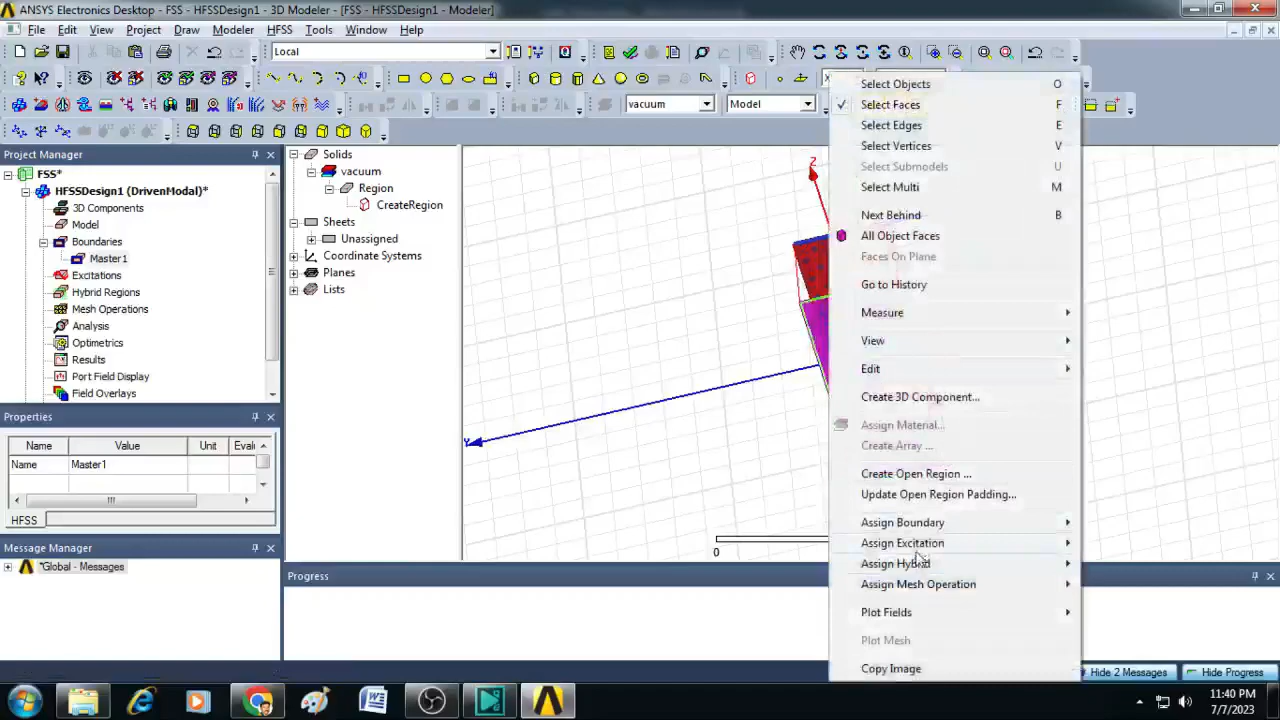 ANSYS Electronics Desktop - FSS - HFSSDesign1 - 3D Modeler - [FSS - HFSSDesign1 - Modeler]
File Edit View Project Draw Modeler HFSS Tools Window Help
Local
vacuum Model
Project Manager
FSS*
HFSSDesign1 (DrivenModal)*
3D Components
Model
Boundaries
Master1
Excitations
Hybrid Regions
Mesh Operations
Analysis
Optimetrics
Results
Port Field Display
Field Overlays
Properties
Name Value Unit
Name Master1
HFSS
Message Manager
*Global - Messages
Solids
vacuum
Region
CreateRegion
Sheets
Unassigned
Coordinate Systems
Planes
Lists
Z
Y
0
Select Objects O
Select Faces F
Select Edges E
Select Vertices V
Select Submodels U
Select Multi M
Next Behind B
All Object Faces
Faces On Plane
Go to History
Measure
View
Edit
Create 3D Component...
Assign Material...
Create Array ...
Create Open Region ...
Update Open Region Padding...
Assign Boundary
Assign Excitation
Assign Hybrid
Assign Mesh Operation
Plot Fields
Plot Mesh
Copy Image
Progress
Hide 2 Messages Hide Progress
11:40 PM
7/7/2023